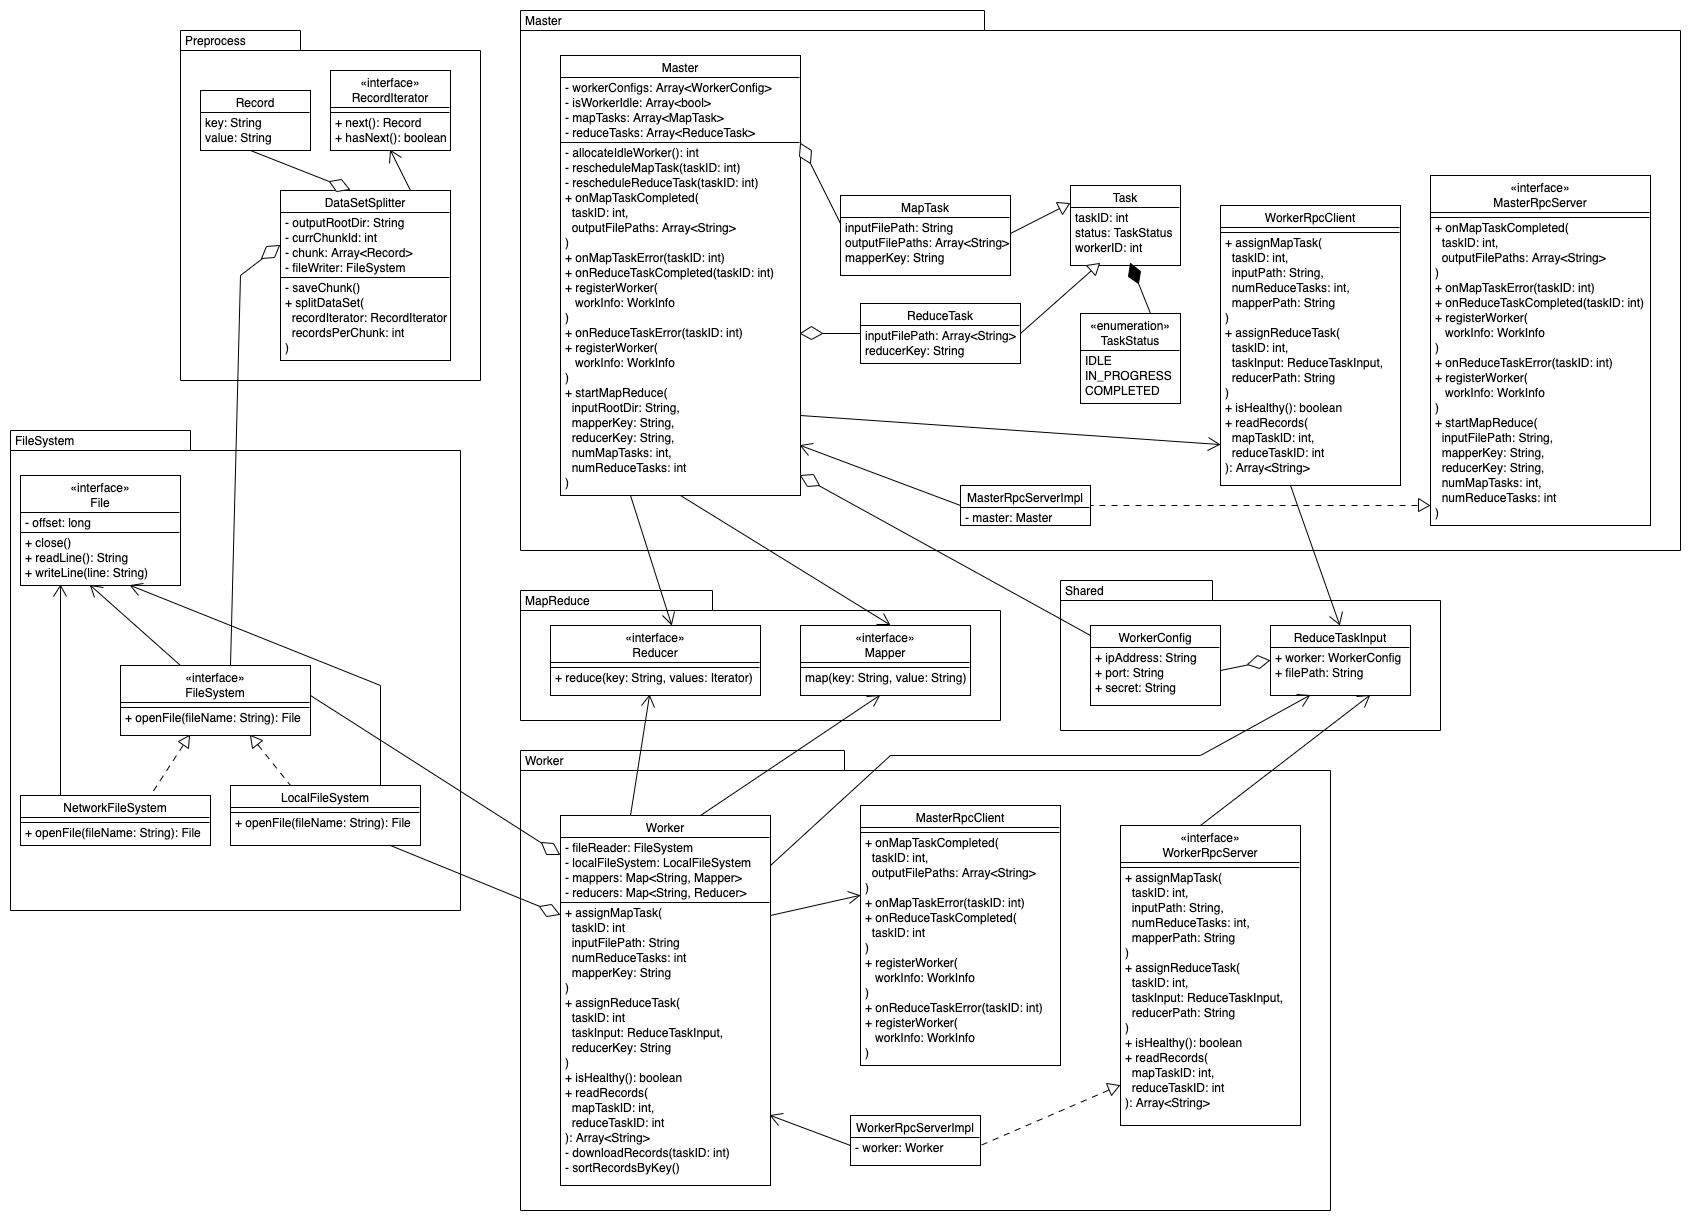 Preprocess
Record
key: String
value: String
«interface»
RecordIterator
+ next(): Record
+ hasNext(): boolean
DataSetSplitter
- outputRootDir: String
- currChunkId: int
- chunk: Array<Record>
- fileWriter: FileSystem
- saveChunk()
+ splitDataSet(
recordIterator: RecordIterator
recordsPerChunk: int
)
Master
Master
- workerConfigs: Array<WorkerConfig>
- isWorkerIdle: Array<bool>
- mapTasks: Array<MapTask>
- reduceTasks: Array<ReduceTask>
- allocateIdleWorker(): int
- rescheduleMapTask(taskID: int)
- rescheduleReduceTask(taskID: int)
+ onMapTaskCompleted(
taskID: int,
outputFilePaths: Array<String>
)
+ onMapTaskError(taskID: int)
+ onReduceTaskCompleted(taskID: int)
+ registerWorker(
workInfo: WorkInfo
)
+ onReduceTaskError(taskID: int)
+ registerWorker(
workInfo: WorkInfo
)
+ startMapReduce(
inputRootDir: String,
mapperKey: String,
reducerKey: String,
numMapTasks: int,
numReduceTasks: int
)
MapTask
inputFilePath: String
outputFilePaths: Array<String>
mapperKey: String
ReduceTask
inputFilePath: Array<String>
reducerKey: String
Task
taskID: int
status: TaskStatus
workerID: int
«enumeration»
TaskStatus
IDLE
IN_PROGRESS
COMPLETED
WorkerRpcClient
+ assignMapTask(
taskID: int,
inputPath: String,
numReduceTasks: int,
mapperPath: String
)
+ assignReduceTask(
taskID: int,
taskInput: ReduceTaskInput,
reducerPath: String
)
+ isHealthy(): boolean
+ readRecords(
mapTaskID: int,
reduceTaskID: int
): Array<String>
«interface»
MasterRpcServer
+ onMapTaskCompleted(
taskID: int,
outputFilePaths: Array<String>
)
+ onMapTaskError(taskID: int)
+ onReduceTaskCompleted(taskID: int)
+ registerWorker(
workInfo: WorkInfo
)
+ onReduceTaskError(taskID: int)
+ registerWorker(
workInfo: WorkInfo
)
+ startMapReduce(
inputFilePath: String,
mapperKey: String,
reducerKey: String,
numMapTasks: int,
numReduceTasks: int
)
MasterRpcServerImpl
- master: Master
FileSystem
«interface»
File
- offset: long
+ close()
+ readLine(): String
+ writeLine(line: String)
«interface»
FileSystem
+ openFile(fileName: String): File
NetworkFileSystem
+ openFile(fileName: String): File
LocalFileSystem
+ openFile(fileName: String): File
MapReduce
«interface»
Reducer
+ reduce(key: String, values: Iterator)
«interface»
Mapper
map(key: String, value: String)
Shared
WorkerConfig
+ ipAddress: String
+ port: String
+ secret: String
ReduceTaskInput
+ worker: WorkerConfig
+ filePath: String
Worker
Worker
- fileReader: FileSystem
- localFileSystem: LocalFileSystem
- mappers: Map<String, Mapper>
- reducers: Map<String, Reducer>
+ assignMapTask(
taskID: int
inputFilePath: String
numReduceTasks: int
mapperKey: String
)
+ assignReduceTask(
taskID: int
taskInput: ReduceTaskInput,
reducerKey: String
)
+ isHealthy(): boolean
+ readRecords(
mapTaskID: int,
reduceTaskID: int
): Array<String>
- downloadRecords(taskID: int)
- sortRecordsByKey()
MasterRpcClient
+ onMapTaskCompleted(
taskID: int,
outputFilePaths: Array<String>
)
+ onMapTaskError(taskID: int)
+ onReduceTaskCompleted(
taskID: int
)
+ registerWorker(
workInfo: WorkInfo
)
+ onReduceTaskError(taskID: int)
+ registerWorker(
workInfo: WorkInfo
)
WorkerRpcServerImpl
- worker: Worker
«interface»
WorkerRpcServer
+ assignMapTask(
taskID: int,
inputPath: String,
numReduceTasks: int,
mapperPath: String
)
+ assignReduceTask(
taskID: int,
taskInput: ReduceTaskInput,
reducerPath: String
)
+ isHealthy(): boolean
+ readRecords(
mapTaskID: int,
reduceTaskID: int
): Array<String>